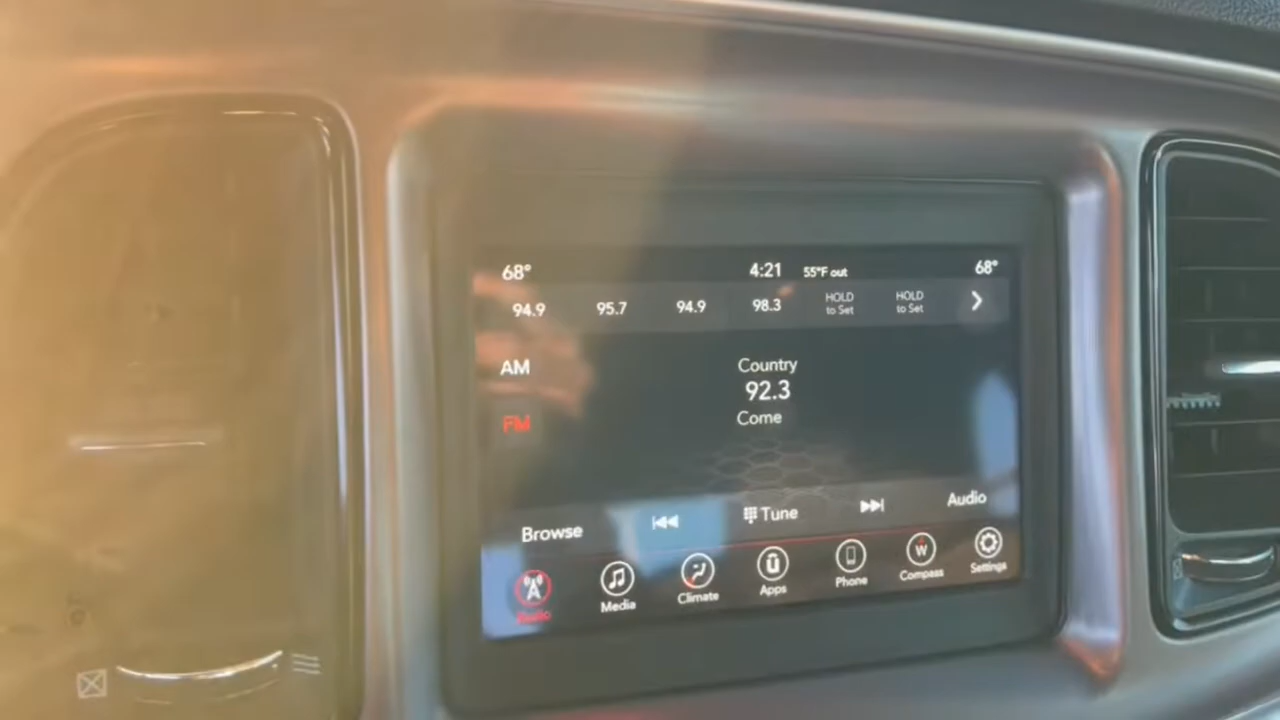 68° 4:21 55°F out 68°
94.9 95.7 94.9 98.3 HOLD to Set HOLD to Set
AM
Country
92.3
FM
Come
Browse Tune Audio
Radio Media Climate Apps Phone W Compass Settings